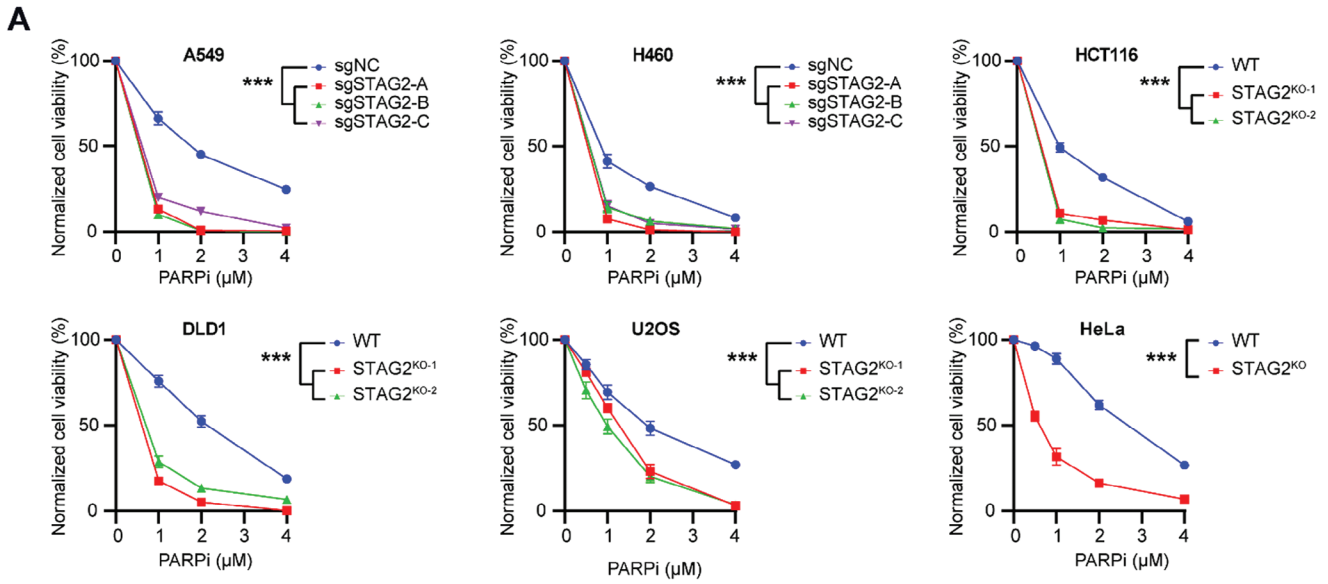 A
A549
Normalized cell viability (%)
100
50
0
0 1 2 3 4
PARPi (µM)
***
sgNC
sgSTAG2-A
sgSTAG2-B
sgSTAG2-C
H460
Normalized cell viability (%)
100
50
0
0 1 2 3 4
PARPi (µM)
***
sgNC
sgSTAG2-A
sgSTAG2-B
sgSTAG2-C
HCT116
Normalized cell viability (%)
100
50
0
0 1 2 3 4
PARPi (µM)
***
WT
STAG2KO-1
STAG2KO-2
DLD1
Normalized cell viability (%)
100
50
0
0 1 2 3 4
PARPi (µM)
***
WT
STAG2KO-1
STAG2KO-2
U2OS
Normalized cell viability (%)
100
50
0
0 1 2 3 4
PARPi (µM)
***
WT
STAG2KO-1
STAG2KO-2
HeLa
Normalized cell viability (%)
100
50
0
0 1 2 3 4
PARPi (µM)
***
WT
STAG2KO